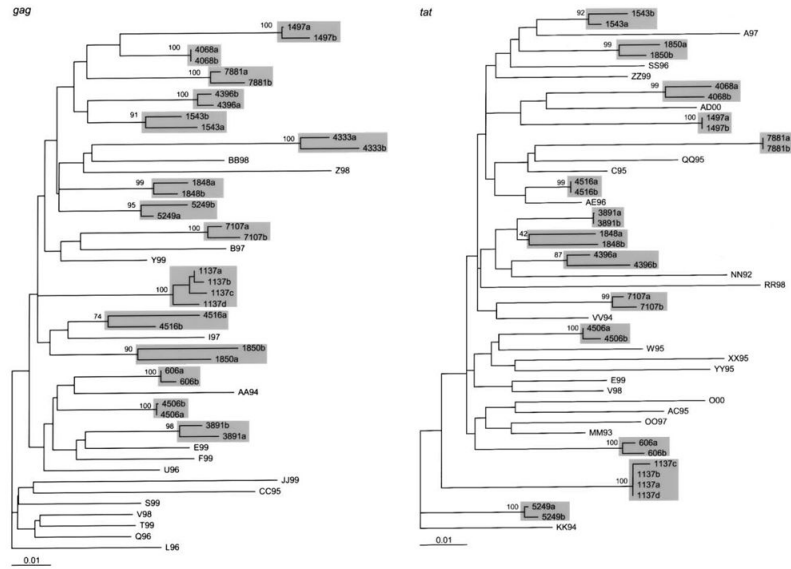 gag
100 1497a
1497b
100 4068a
4068b
100 7881a
7881b
100 4396b
4396a
91 1543b
1543a
100 4333a
4333b
BB98
Z98
99 1848a
1848b
95 5249b
5249a
100 7107a
7107b
B97
Y99
1137a
1137b
100 1137c
1137d
74 4516a
4516b
I97
90 1850b
1850a
100 606a
606b
AA94
100 4506b
4506a
98 3891b
3891a
E99
F99
U96
JJ99
CC95
S99
V98
T99
Q96
L96
0.01
tat
92 1543b
1543a
A97
99 1850a
1850b
SS96
ZZ99
99 4068a
4068b
AD00
100 1497a
1497b
100 7881a
7881b
QQ95
C95
99 4516a
4516b
AE96
100 3891a
3891b
42 1848a
1848b
87 4396a
4396b
NN92
RR98
99 7107a
7107b
VV94
100 4506a
4506b
W95
XX95
YY95
E99
V98
O00
AC95
OO97
MM93
100 606a
606b
1137c
1137b
100 1137a
1137d
100 5249a
5249b
KK94
0.01